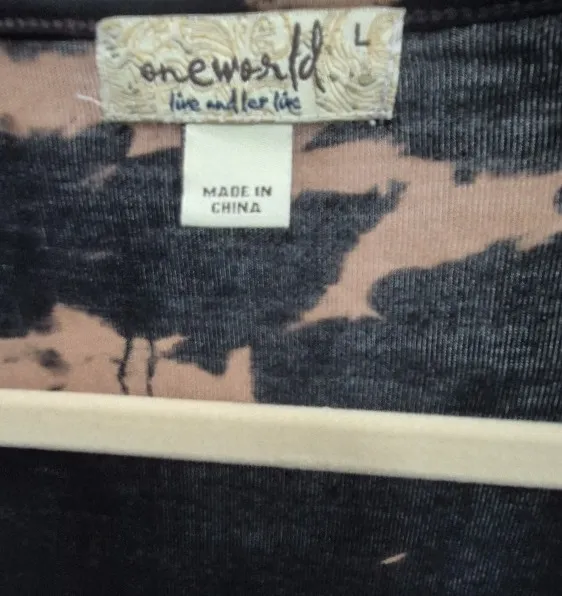 L
oneworld...
live and let live
MADE IN
CHINA